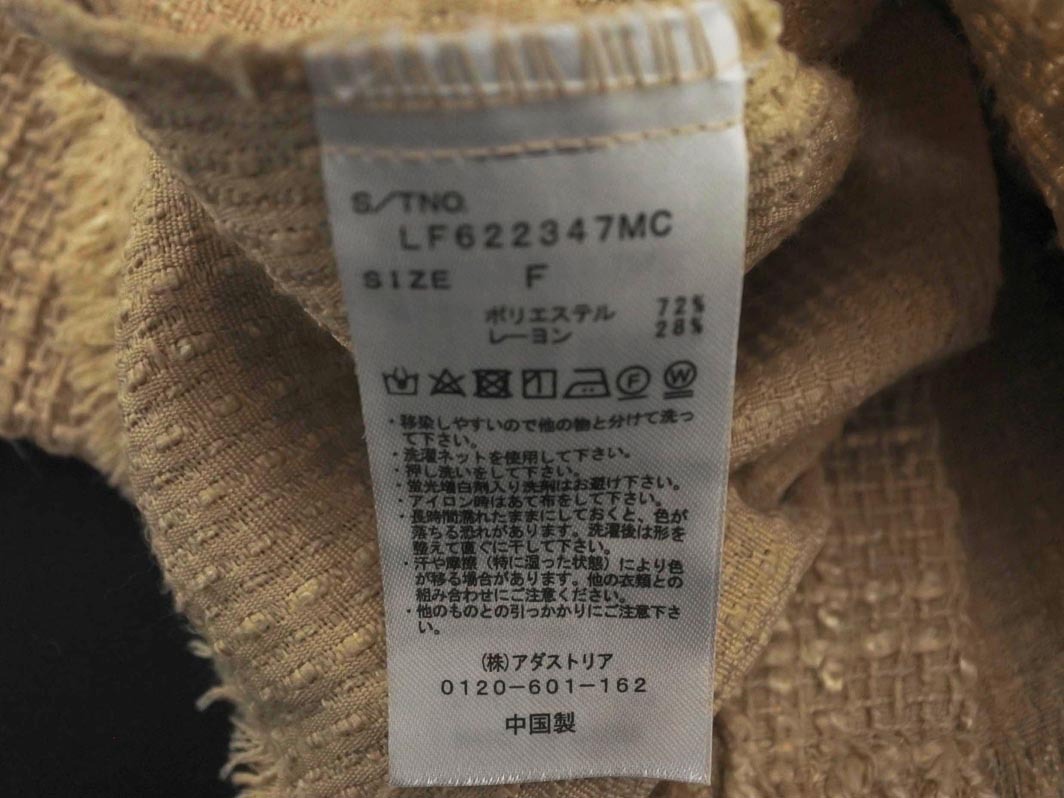 S/TNO.
LF622347MC
SIZE F
ポリエステル 72%
レーヨン 28%
・移染しやすいので他の物と分けて洗っ
て下さい。
・洗濯ネットを使用して下さい。
・押し洗いをして下さい。
・蛍光増白剤入り洗剤はお避け下さい。
・アイロン時はあて布をして下さい。
・長時間濡れたままにしておくと、色が
落ちる恐れがあります。洗濯後は形を
整えて直ぐに干して下さい。
・汗や摩擦（特に湿った状態）により色
が移る場合があります。他の衣類との
組み合わせにご注意ください。
・他のものとの引っかかりにご注意下さ
い。
(株)アダストリア
0120-601-162
中国製